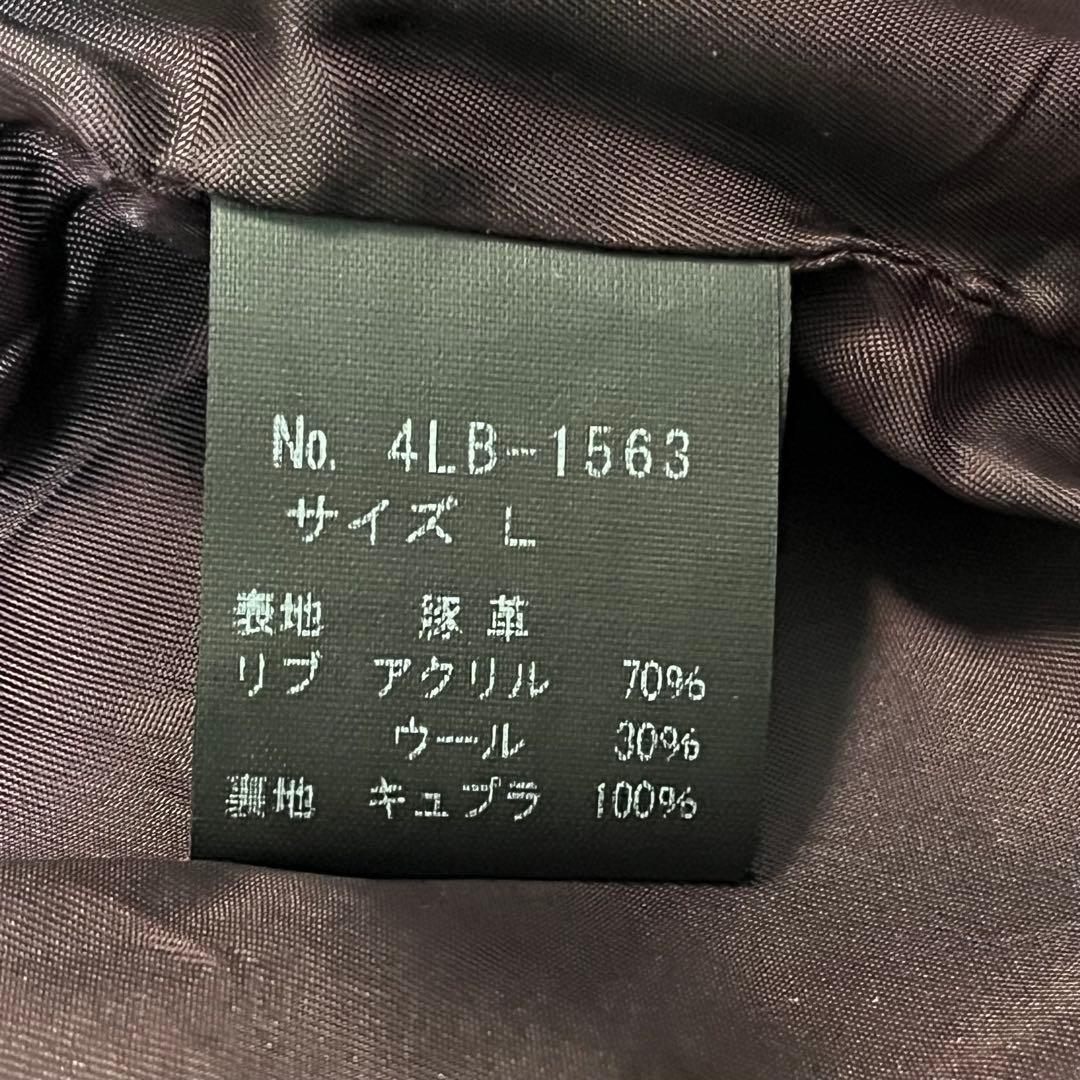 No. 4LB-1563
サイズ L
表地 豚革
リブ アクリル 70%
ウール 30%
裏地 キュプラ 100%